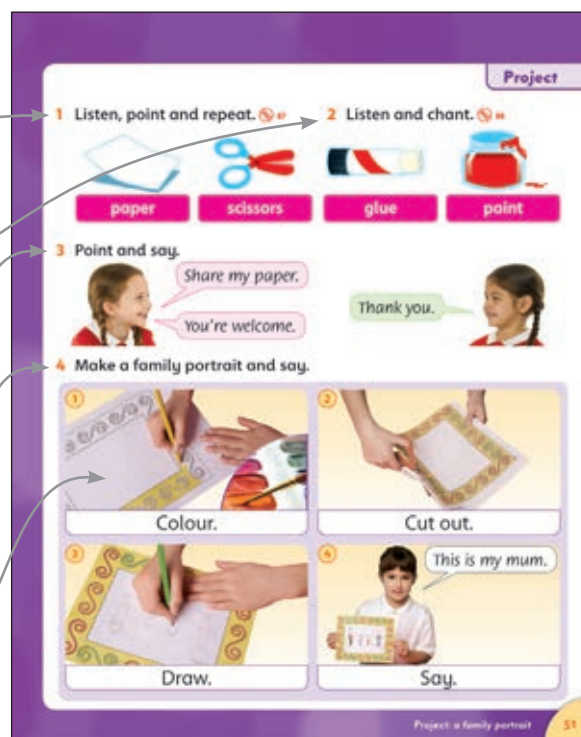 Project
1 Listen, point and repeat.
2 Listen and chant.
paper scissors glue paint
3 Point and say.
Share my paper.
You're welcome.
Thank you.
4 Make a family portrait and say.
1
Colour.
2
Cut out.
3
Draw.
4
This is my mum.
Say.
Project: a family portrait 51